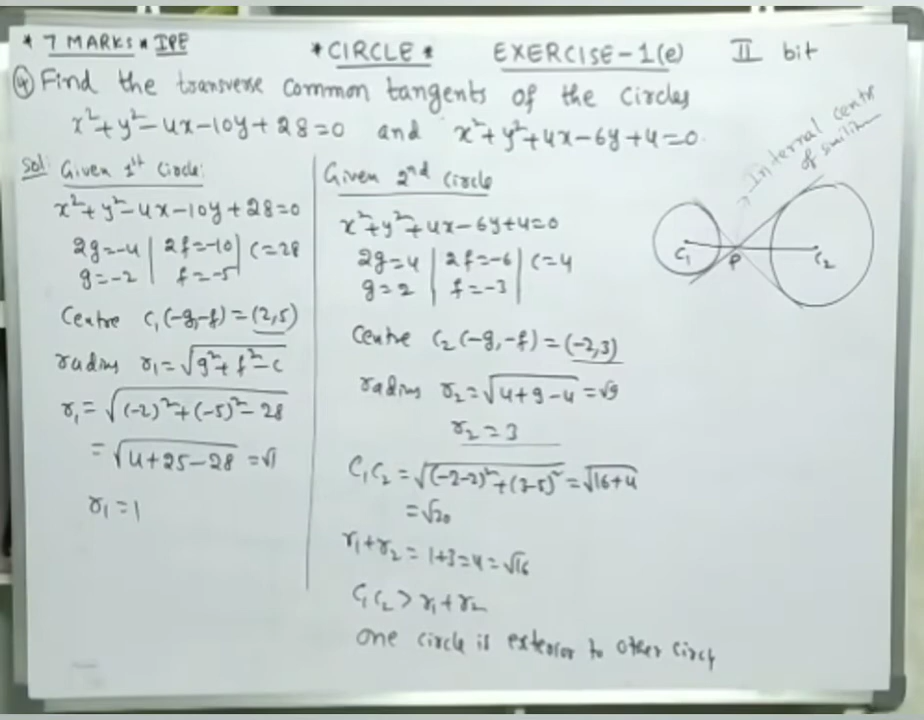 * 7 MARKS * IPE
* CIRCLE * EXERCISE-1(e) II bit
④ Find the transverse common tangents of the circles
x²+y²-4x-10y+28=0 and x²+y²+4x-6y+4=0.
Sol: Given 1st Circle:
x²+y²-4x-10y+28=0
2g=-4 | 2f=-10 | C=28
g=-2 | f=-5
Centre C₁(-g,-f)=(2,5)
radius r₁=√g²+f²-c
r₁=√(-2)²+(-5)²-28
=√4+25-28 =√1
r₁=1
Given 2nd Circle
x²+y²+4x-6y+4=0
2g=4 | 2f=-6 | C=4
g=2 | f=-3
Centre C₂(-g,-f)=(-2,3)
radius r₂=√4+9-4=√9
r₂=3
C₁C₂=√(-2-2)²+(3-5)²=√16+4
=√20
r₁+r₂=1+3=4=√16
C₁C₂>r₁+r₂
one circle is exterior to other circle
Internal centre
of similitu
C₁ P C₂